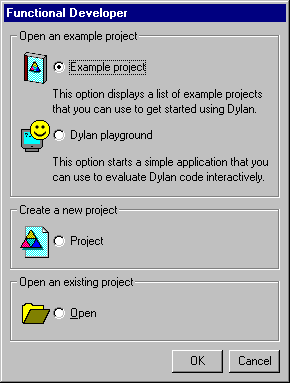 Functional Developer
Open an example project
Example project
This option displays a list of example projects
that you can use to get started using Dylan.
Dylan playground
This option starts a simple application that you
can use to evaluate Dylan code interactively.
Create a new project
Project
Open an existing project
Open
OK
Cancel